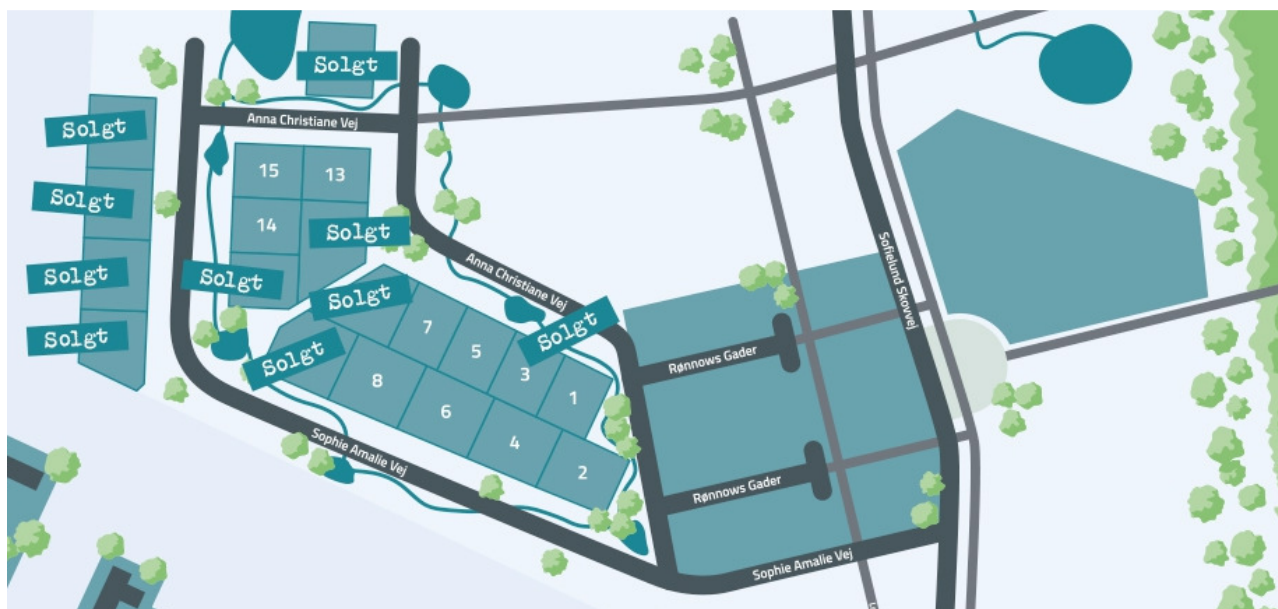 Solgt
Anna Christiane Vej
Solgt
15
13
Solgt
14
Solgt
Sofielund Skovvej
Anna Christiane Vej
Solgt
Solgt
Solgt
Solgt
7
Solgt
5
Rønnows Gader
Solgt
Solgt
3
8
1
6
Sophie Amalie Vej
4
2
Rønnows Gader
Sophie Amalie Vej